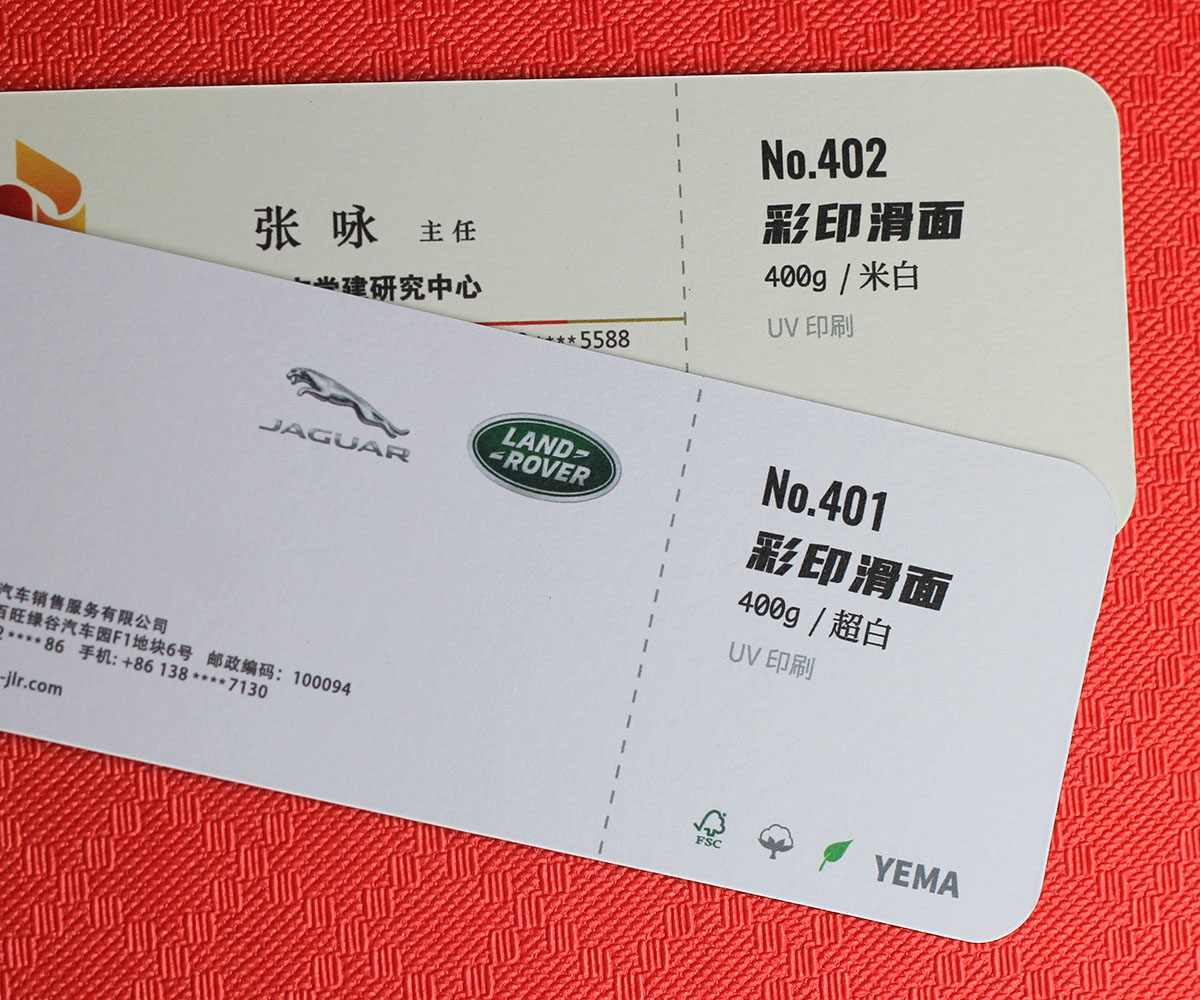 No.402
彩印滑面
400g / 米白
UV 印刷
张 咏 主任
党建研究中心
****5588
JAGUAR
LAND-
-ROVER
No.401
彩印滑面
400g / 超白
UV 印刷
汽车销售服务有限公司
百旺绿谷汽车园F1地块6号 邮政编码：100094
****86 手机: +86 138 ****7130
-jlr.com
FSC
YEMA